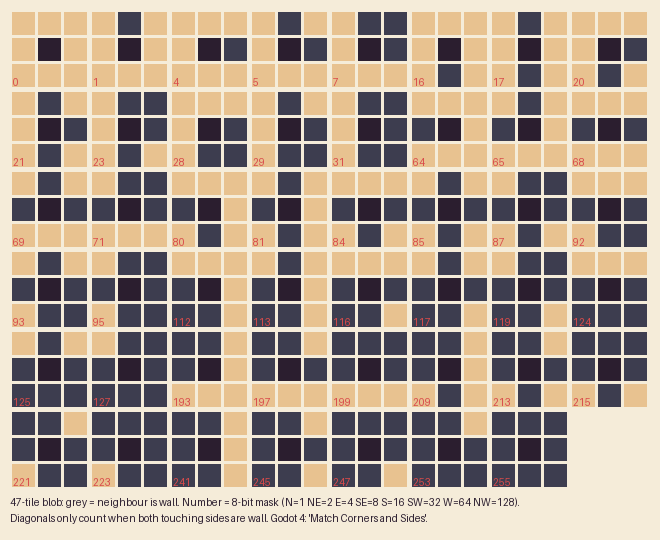 0 1 4 5 7 16 17 20
21 23 28 29 31 64 65 68
69 71 80 81 84 85 87 92
93 95 112 113 116 117 119 124
125 127 193 197 199 209 213 215
221 223 241 245 247 253 255
47-tile blob: grey = neighbour is wall. Number = 8-bit mask (N=1 NE=2 E=4 SE=8 S=16 SW=32 W=64 NW=128).
Diagonals only count when both touching sides are wall. Godot 4: 'Match Corners and Sides'.